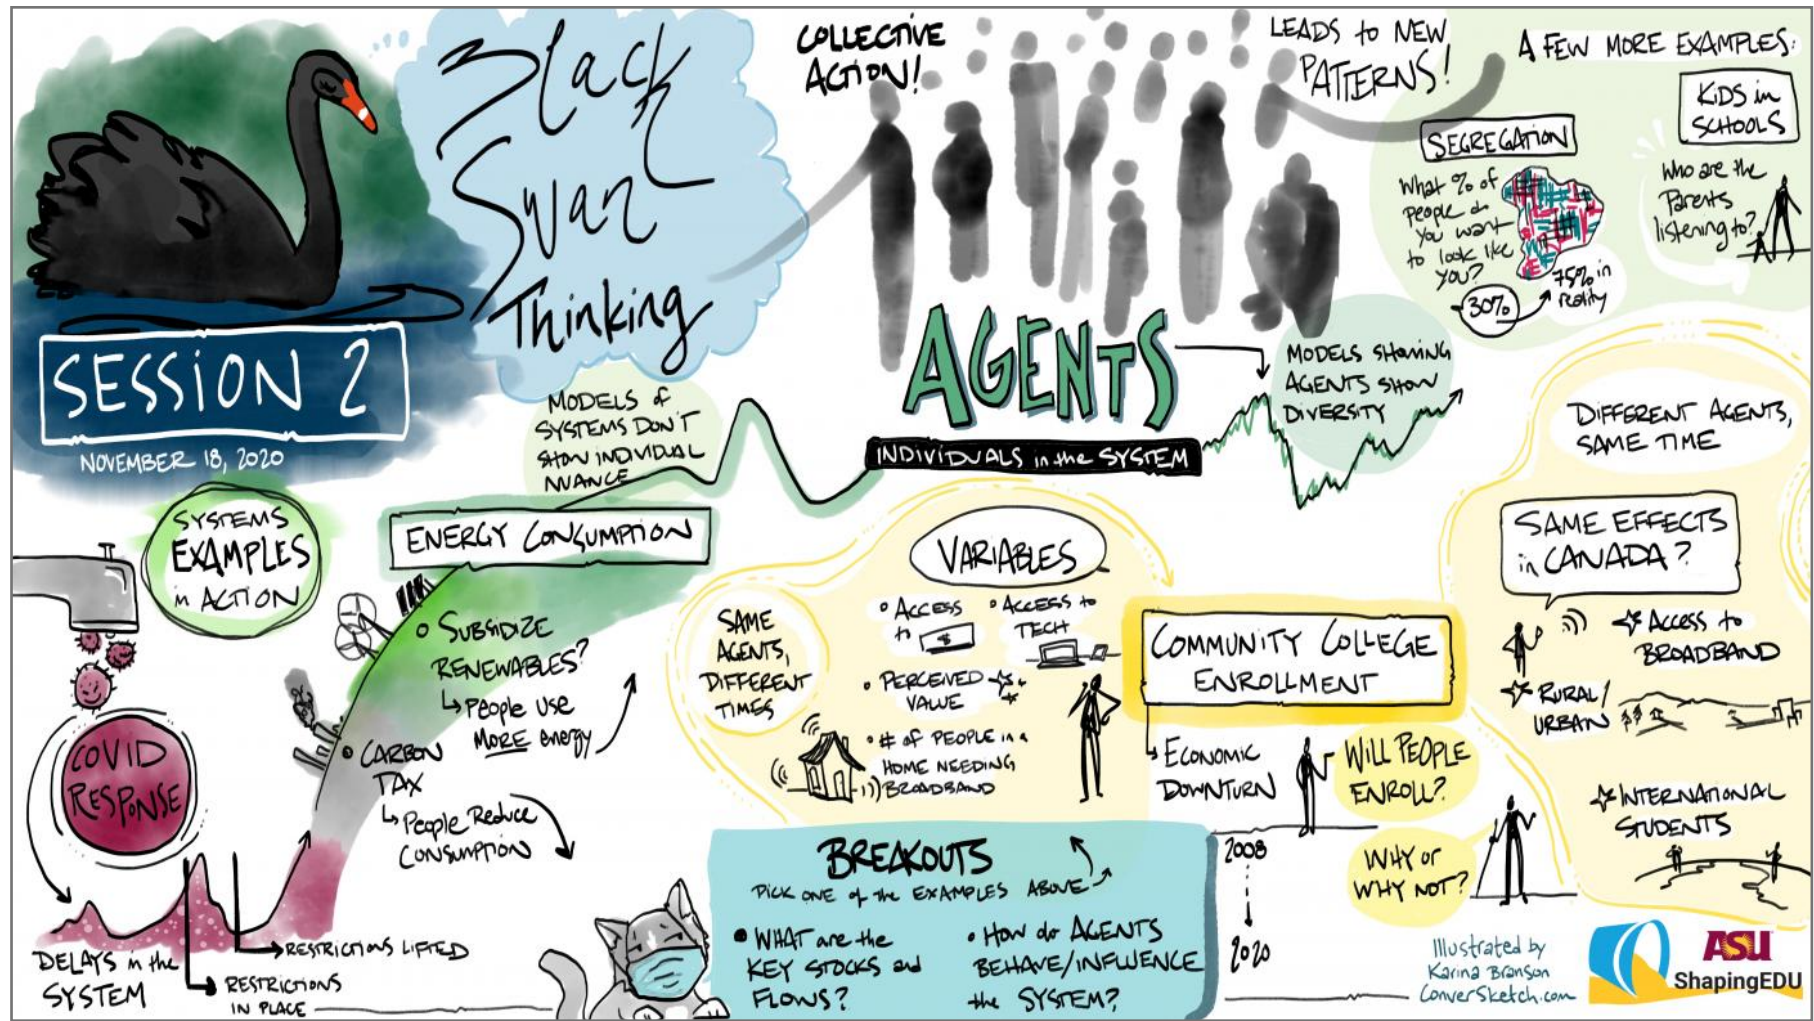 Black
Swan
Thinking
SESSION 2
NOVEMBER 18, 2020
COLLECTIVE
ACTION!
LEADS to NEW
PATTERNS!
A FEW MORE EXAMPLES:
SEGREGATION
What % of
people do
you want
to look like
you?
30%
75% in
reality
KIDS in
SCHOOLS
Who are the
Parents
listening to?
AGENTS
INDIVIDUALS in the SYSTEM
MODELS SHOWING
AGENTS SHOW
DIVERSITY
MODELS of
SYSTEMS DON'T
SHOW INDIVIDUAL
NUANCE
SYSTEMS
EXAMPLES
in ACTION
ENERGY CONSUMPTION
SUBSIDIZE
RENEWABLES?
People USE
MORE energy
CARBON
TAX
People Reduce
CONSUMPTION
COVID
RESPONSE
DELAYS in the
SYSTEM
RESTRICTIONS LIFTED
RESTRICTIONS
IN PLACE
SAME
AGENTS,
DIFFERENT
TIMES
VARIABLES
ACCESS
to $
ACCESS to
TECH
PERCEIVED
VALUE
# of PEOPLE in a
HOME NEEDING
BROADBAND
COMMUNITY COLLEGE
ENROLLMENT
ECONOMIC
DOWNTURN
WILL PEOPLE
ENROLL?
WHY or
WHY NOT?
2008
2020
DIFFERENT AGENTS,
SAME TIME
SAME EFFECTS
in CANADA?
ACCESS to
BROADBAND
RURAL/
URBAN
INTERNATIONAL
STUDENTS
BREAKOUTS
PICK ONE of the EXAMPLES ABOVE
WHAT are the
KEY STOCKS and
FLOWS?
HOW do AGENTS
BEHAVE/INFLUENCE
the SYSTEM?
Illustrated by
Karina Branson
ConverSketch.com
ASU
ShapingEDU